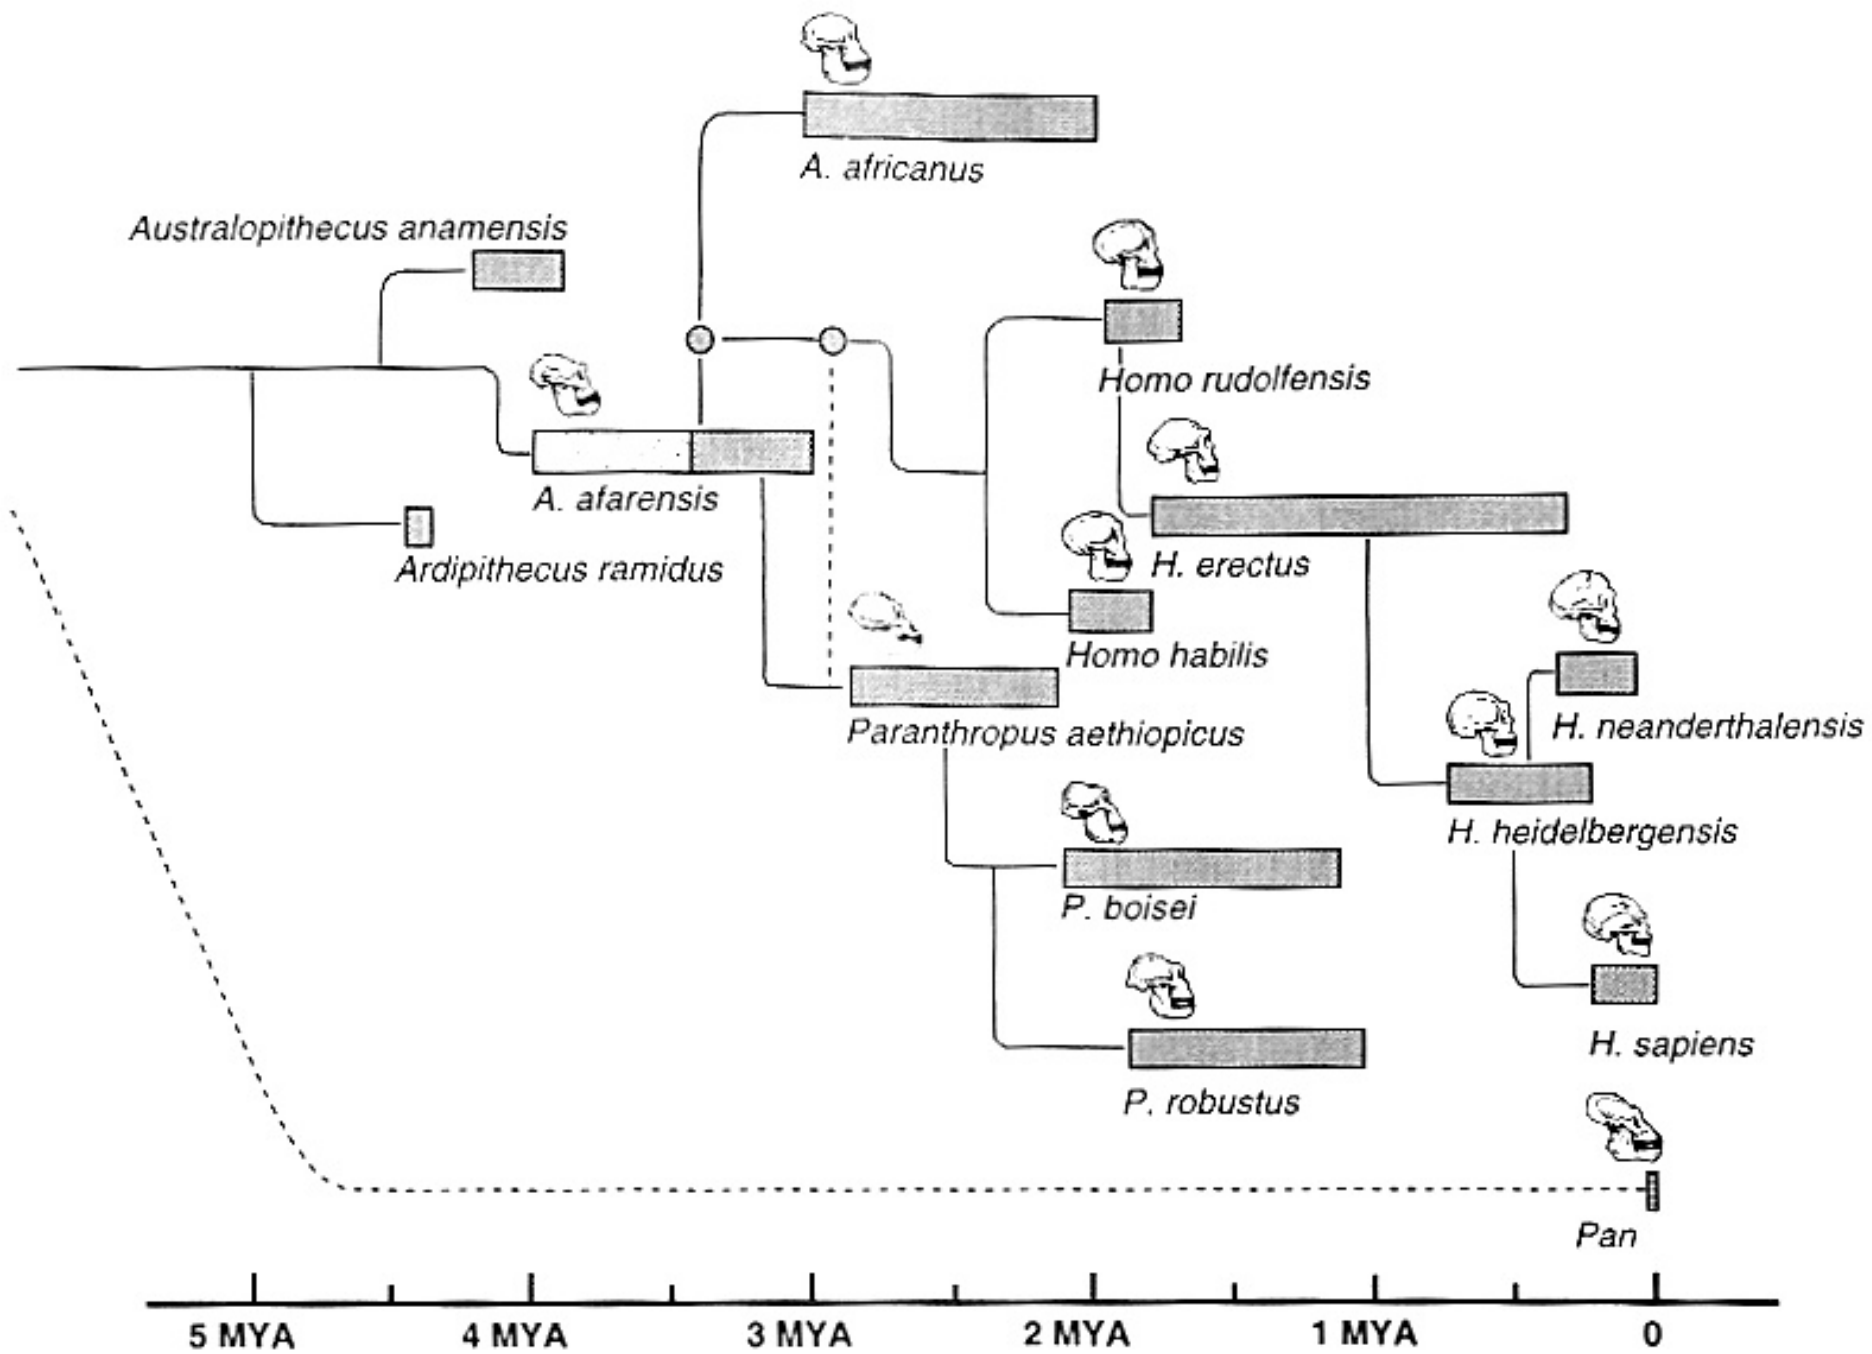 A. africanus
Australopithecus anamensis
Homo rudolfensis
A. afarensis
H. erectus
Ardipithecus ramidus
Homo habilis
H. neanderthalensis
Paranthropus aethiopicus
H. heidelbergensis
P. boisei
H. sapiens
P. robustus
Pan
5 MYA 4 MYA 3 MYA 2 MYA 1 MYA 0